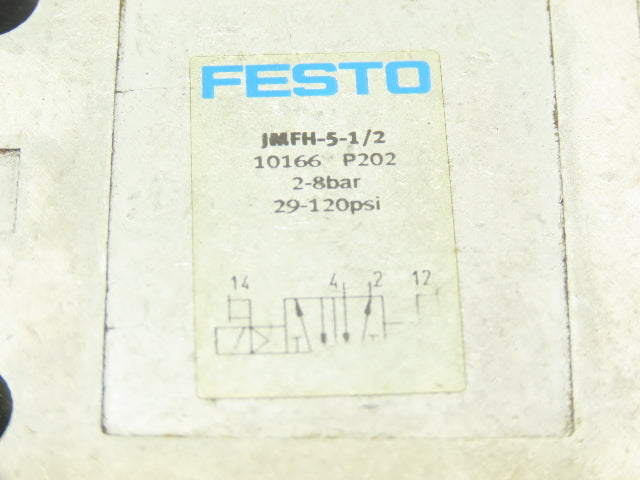 FESTO
JMFH-5-1/2
10166 P202
2-8bar
29-120psi
14 4 2 12